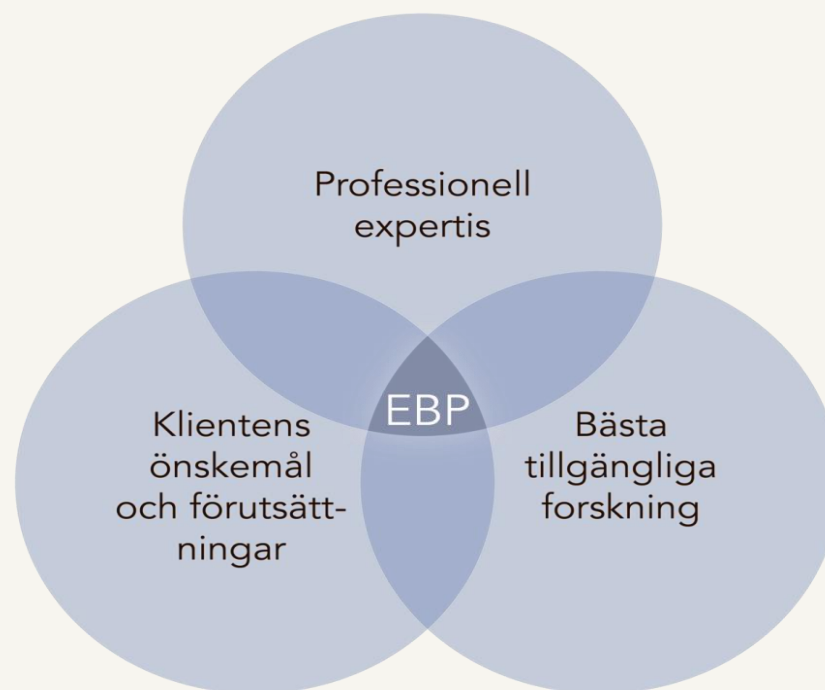 Professionell
expertis
EBP
Klientens
önskemål
och förutsätt-
ningar
Bästa
tillgängliga
forskning